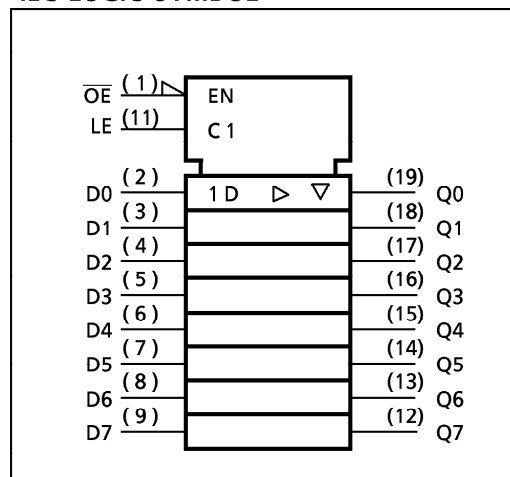 IEC LOGIC SYMBOL
O̅E̅ (1) EN
LE (11) C1
D0 (2) 1D ▷ ▽ (19) Q0
D1 (3) (18) Q1
D2 (4) (17) Q2
D3 (5) (16) Q3
D4 (6) (15) Q4
D5 (7) (14) Q5
D6 (8) (13) Q6
D7 (9) (12) Q7